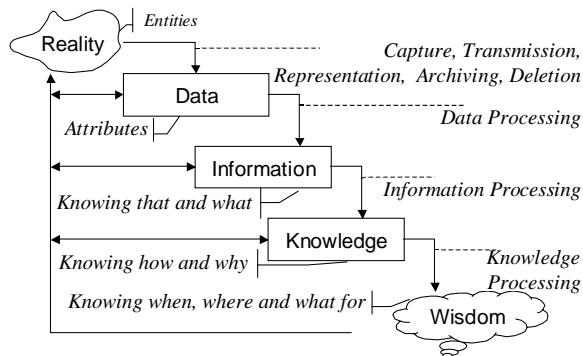 Entities
Reality
Capture, Transmission,
Representation, Archiving, Deletion
Data
Attributes
Data Processing
Information
Knowing that and what
Information Processing
Knowledge
Knowing how and why
Knowledge
Processing
Knowing when, where and what for
Wisdom